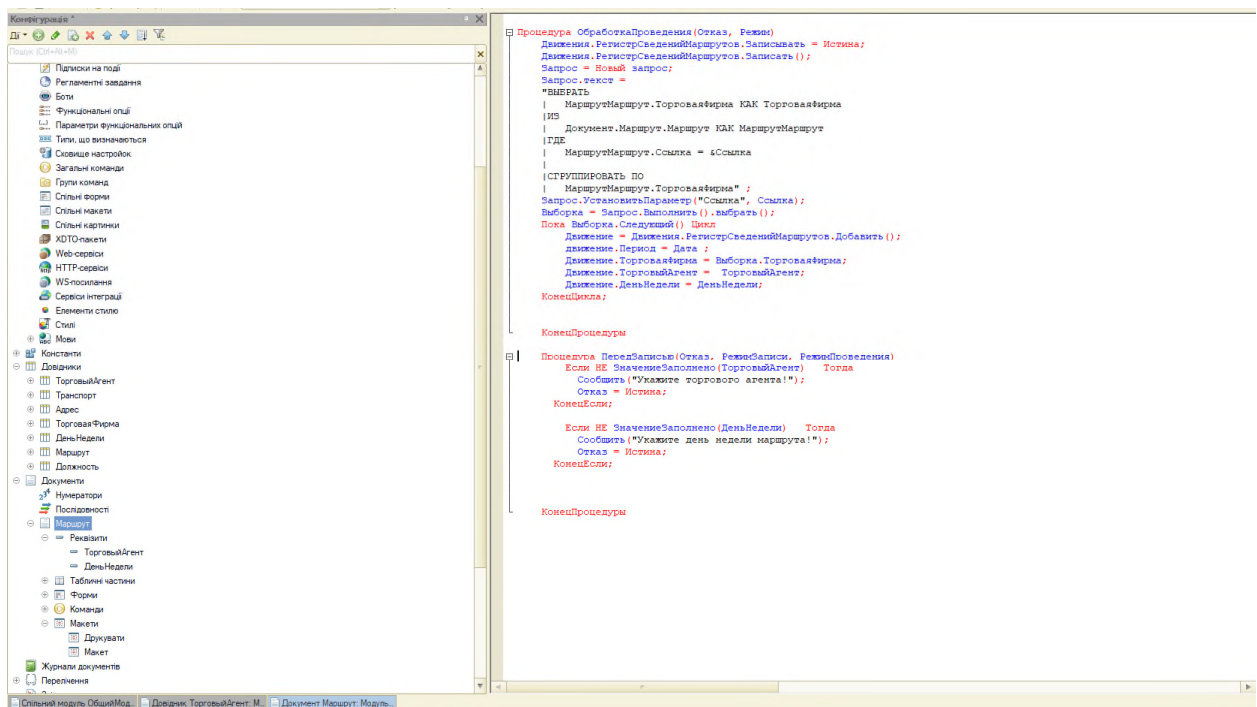 Конфігурація *
Дії
Пошук (Ctrl+Alt+M)
Підписки на події
Регламентні завдання
Боти
Функціональні опції
Параметри функціональних опцій
Типи, що визначаються
Сховище настройок
Загальні команди
Групи команд
Спільні форми
Спільні макети
Спільні картинки
XDTO-пакети
Web-сервіси
HTTP-сервіси
WS-посилання
Сервіси інтеграції
Елементи стилю
Стилі
Мови
Константи
Довідники
ТорговыйАгент
Транспорт
Адрес
ТорговаяФирма
ДеньНедели
Маршрут
Должность
Документи
Нумератори
Послідовності
Маршрут
Реквізити
ТорговыйАгент
ДеньНедели
Табличні частини
Форми
Команди
Макети
Друкувати
Макет
Журнали документів
Перелічення
Процедура ОбработкаПроведения(Отказ, Режим)
Движения.РегистрСведенийМаршрутов.Записывать = Истина;
Движения.РегистрСведенийМаршрутов.Записать();
Запрос = Новый запрос;
Запрос.текст =
"ВЫБРАТЬ
| МаршрутМаршрут.ТорговаяФирма КАК ТорговаяФирма
|ИЗ
| Документ.Маршрут.Маршрут КАК МаршрутМаршрут
|ГДЕ
| МаршрутМаршрут.Ссылка = &Ссылка
|
|СГРУППИРОВАТЬ ПО
| МаршрутМаршрут.ТорговаяФирма" ;
Запрос.УстановитьПараметр("Ссылка", Ссылка);
Выборка = Запрос.Выполнить().выбрать();
Пока Выборка.Следующий() Цикл
Движение = Движения.РегистрСведенийМаршрутов.Добавить();
движение.Период = Дата ;
Движение.ТорговаяФирма = Выборка.ТорговаяФирма;
Движение.ТорговыйАгент = ТорговыйАгент;
Движение.ДеньНедели = ДеньНедели;
КонецЦикла;
КонецПроцедуры
Процедура ПередЗаписью(Отказ, РежимЗаписи, РежимПроведения)
Если НЕ ЗначениеЗаполнено(ТорговыйАгент) Тогда
Сообщить("Укажите торгового агента!");
Отказ = Истина;
КонецЕсли;
Если НЕ ЗначениеЗаполнено(ДеньНедели) Тогда
Сообщить("Укажите день недели маршрута!");
Отказ = Истина;
КонецЕсли;
КонецПроцедуры
Спільний модуль ОбщийМод...
Довідник ТорговыйАгент: М...
Документ Маршрут: Модуль...